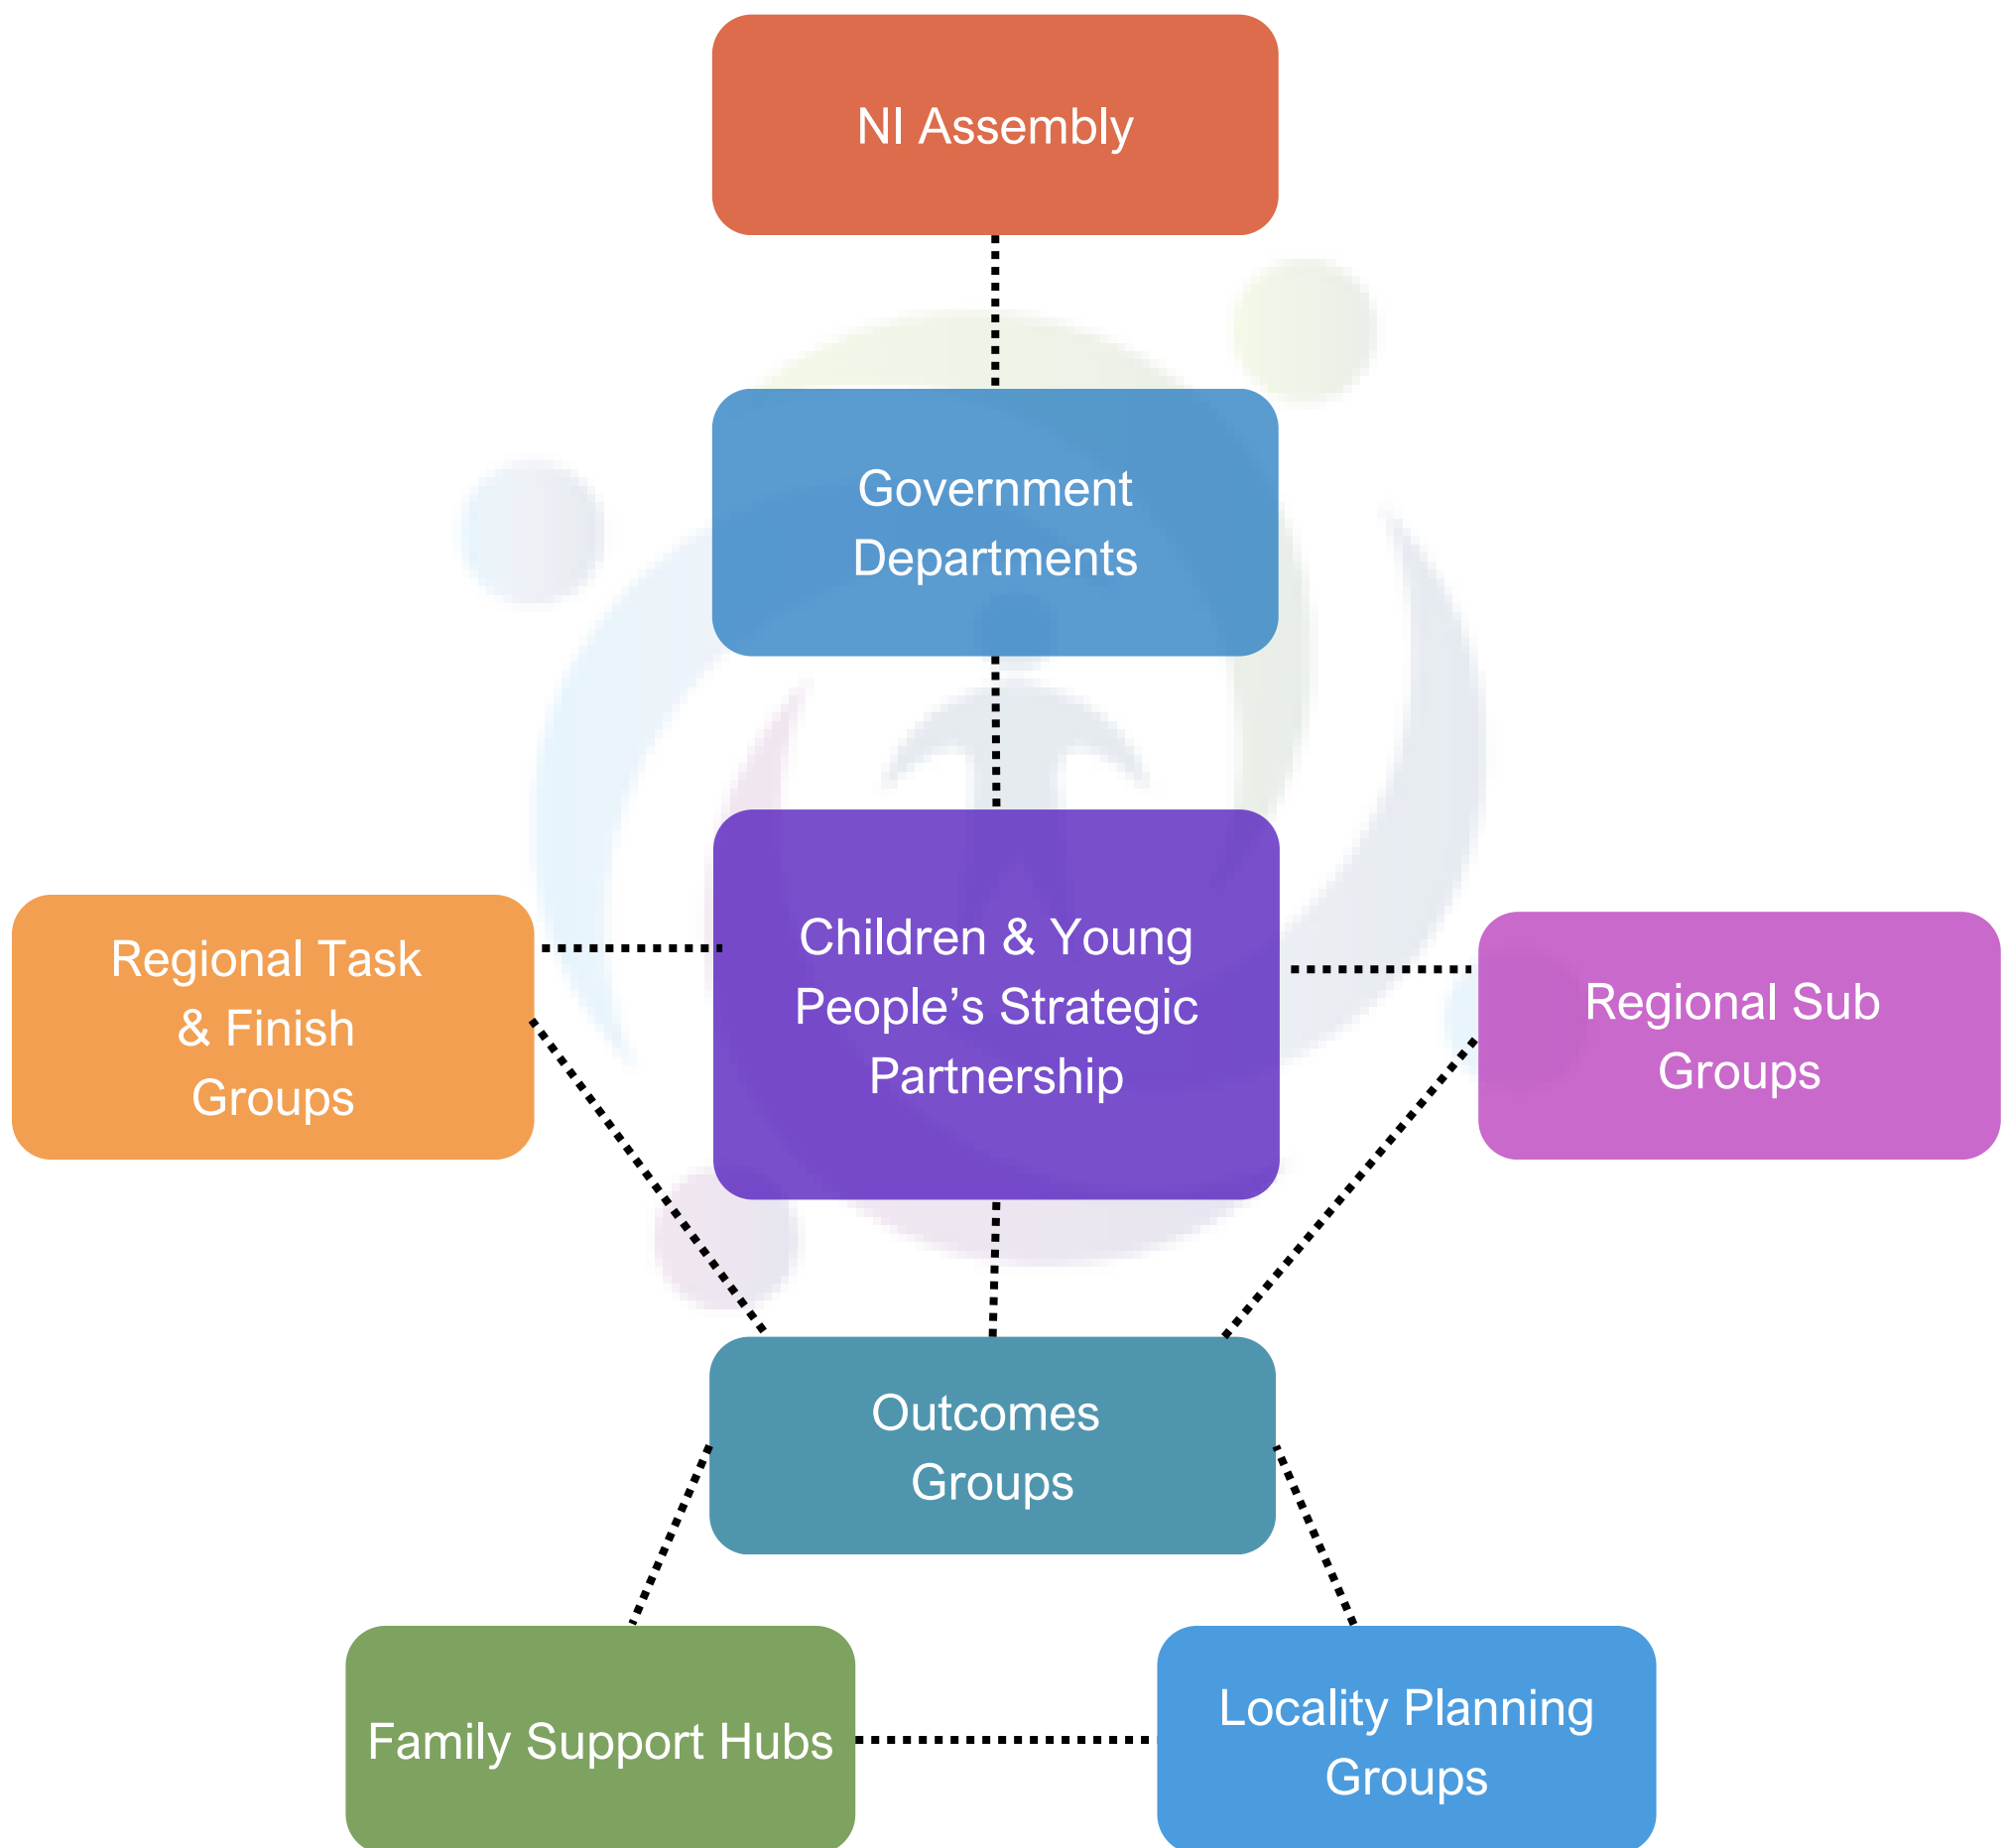 NI Assembly
Government
Departments
Children & Young
People’s Strategic
Partnership
Regional Task
& Finish
Groups
Regional Sub
Groups
Outcomes
Groups
Family Support Hubs
Locality Planning
Groups